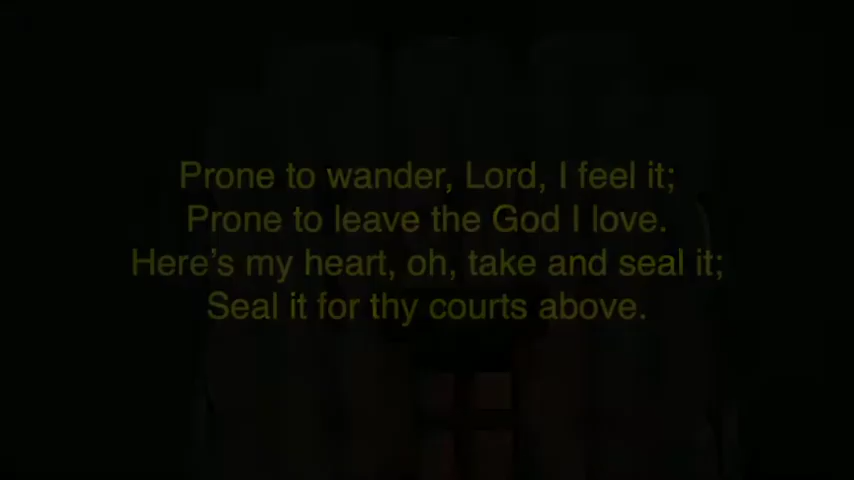 Prone to wander, Lord, I feel it;
Prone to leave the God I love.
Here’s my heart, oh, take and seal it;
Seal it for thy courts above.